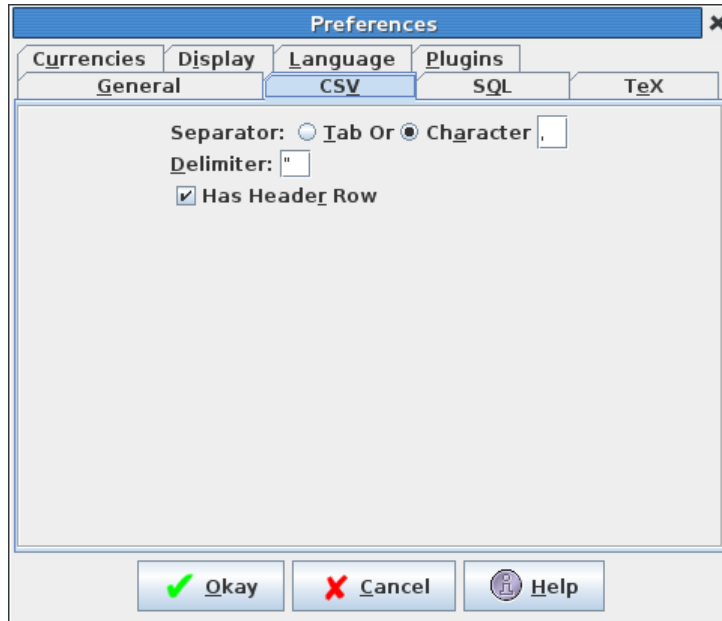 Preferences
Currencies Display Language Plugins
General CSV SQL TeX
Separator: Tab Or Character ,
Delimiter: "
Has Header Row
Okay Cancel Help